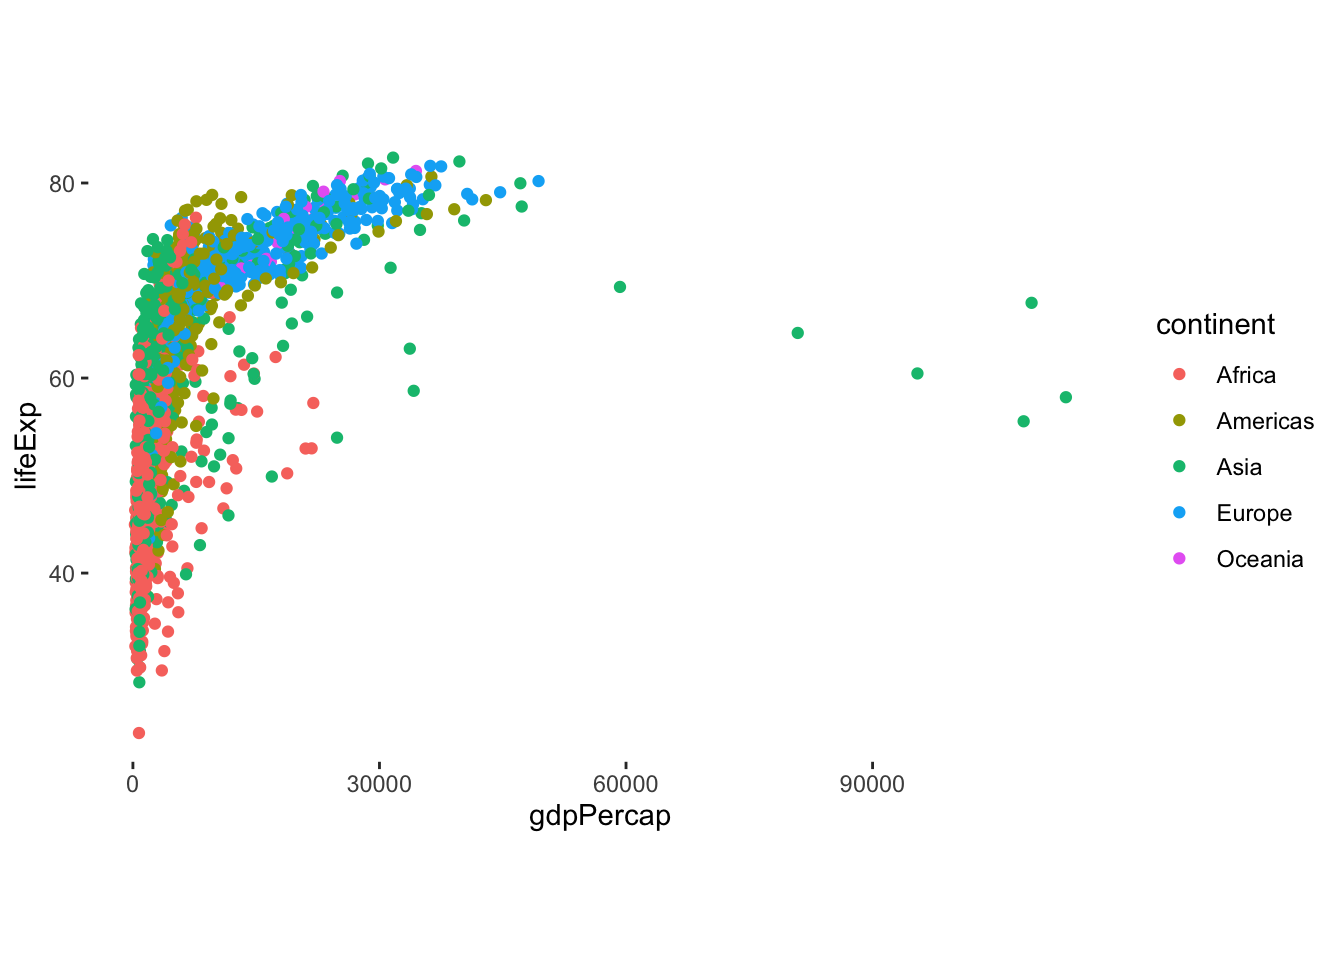 80
60
40
lifeExp
0
30000
60000
90000
gdpPercap
continent
Africa
Americas
Asia
Europe
Oceania